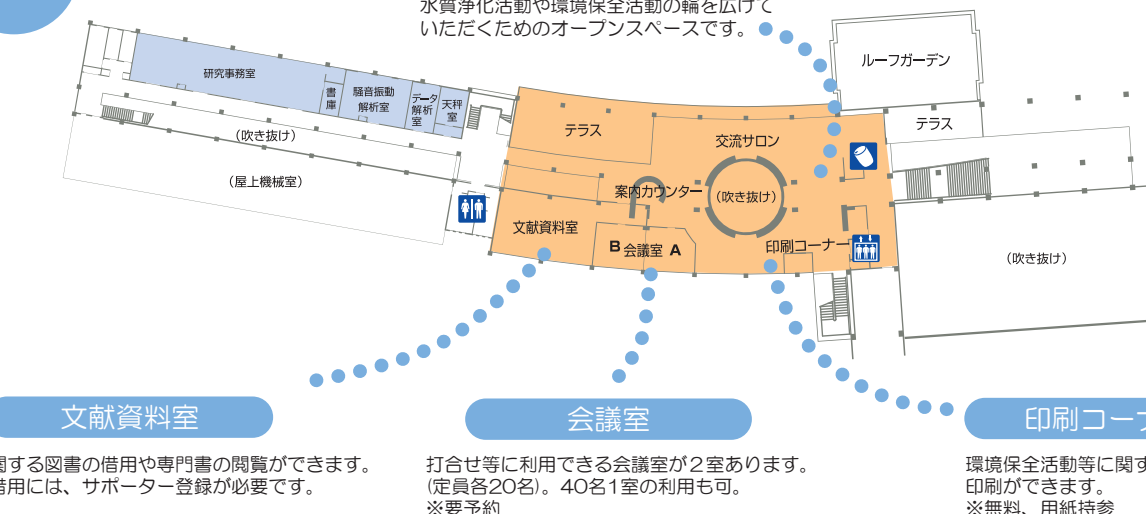 水質浄化活動や環境保全活動の輪を広げて
いただくためのオープンスペースです。
ルーフガーデン
研究事務室
書庫
騒音振動
解析室
データ
解析
室
天秤
室
テラス
交流サロン
テラス
(吹き抜け)
(屋上機械室)
案内カウンター
(吹き抜け)
文献資料室
B 会議室 A
印刷コーナー
(吹き抜け)
文献資料室
会議室
印刷コー
関する図書の借用や専門書の閲覧ができます。
借用には、サポーター登録が必要です。
打合せ等に利用できる会議室が2室あります。
(定員各20名)。40名1室の利用も可。
※要予約
環境保全活動等に関す
印刷ができます。
※無料、用紙持参